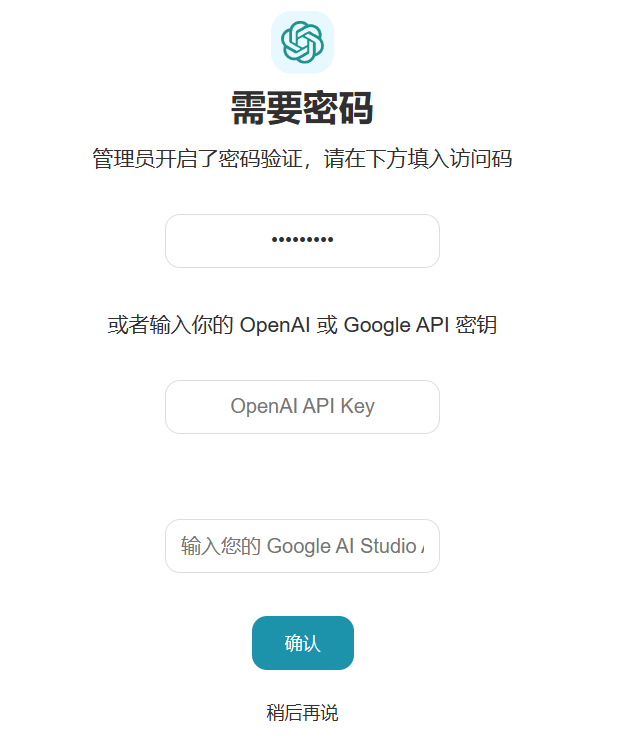 需要密码
管理员开启了密码验证，请在下方填入访问码
•••••••••
或者输入你的 OpenAI 或 Google API 密钥
OpenAI API Key
输入您的 Google AI Studio
确认
稍后再说